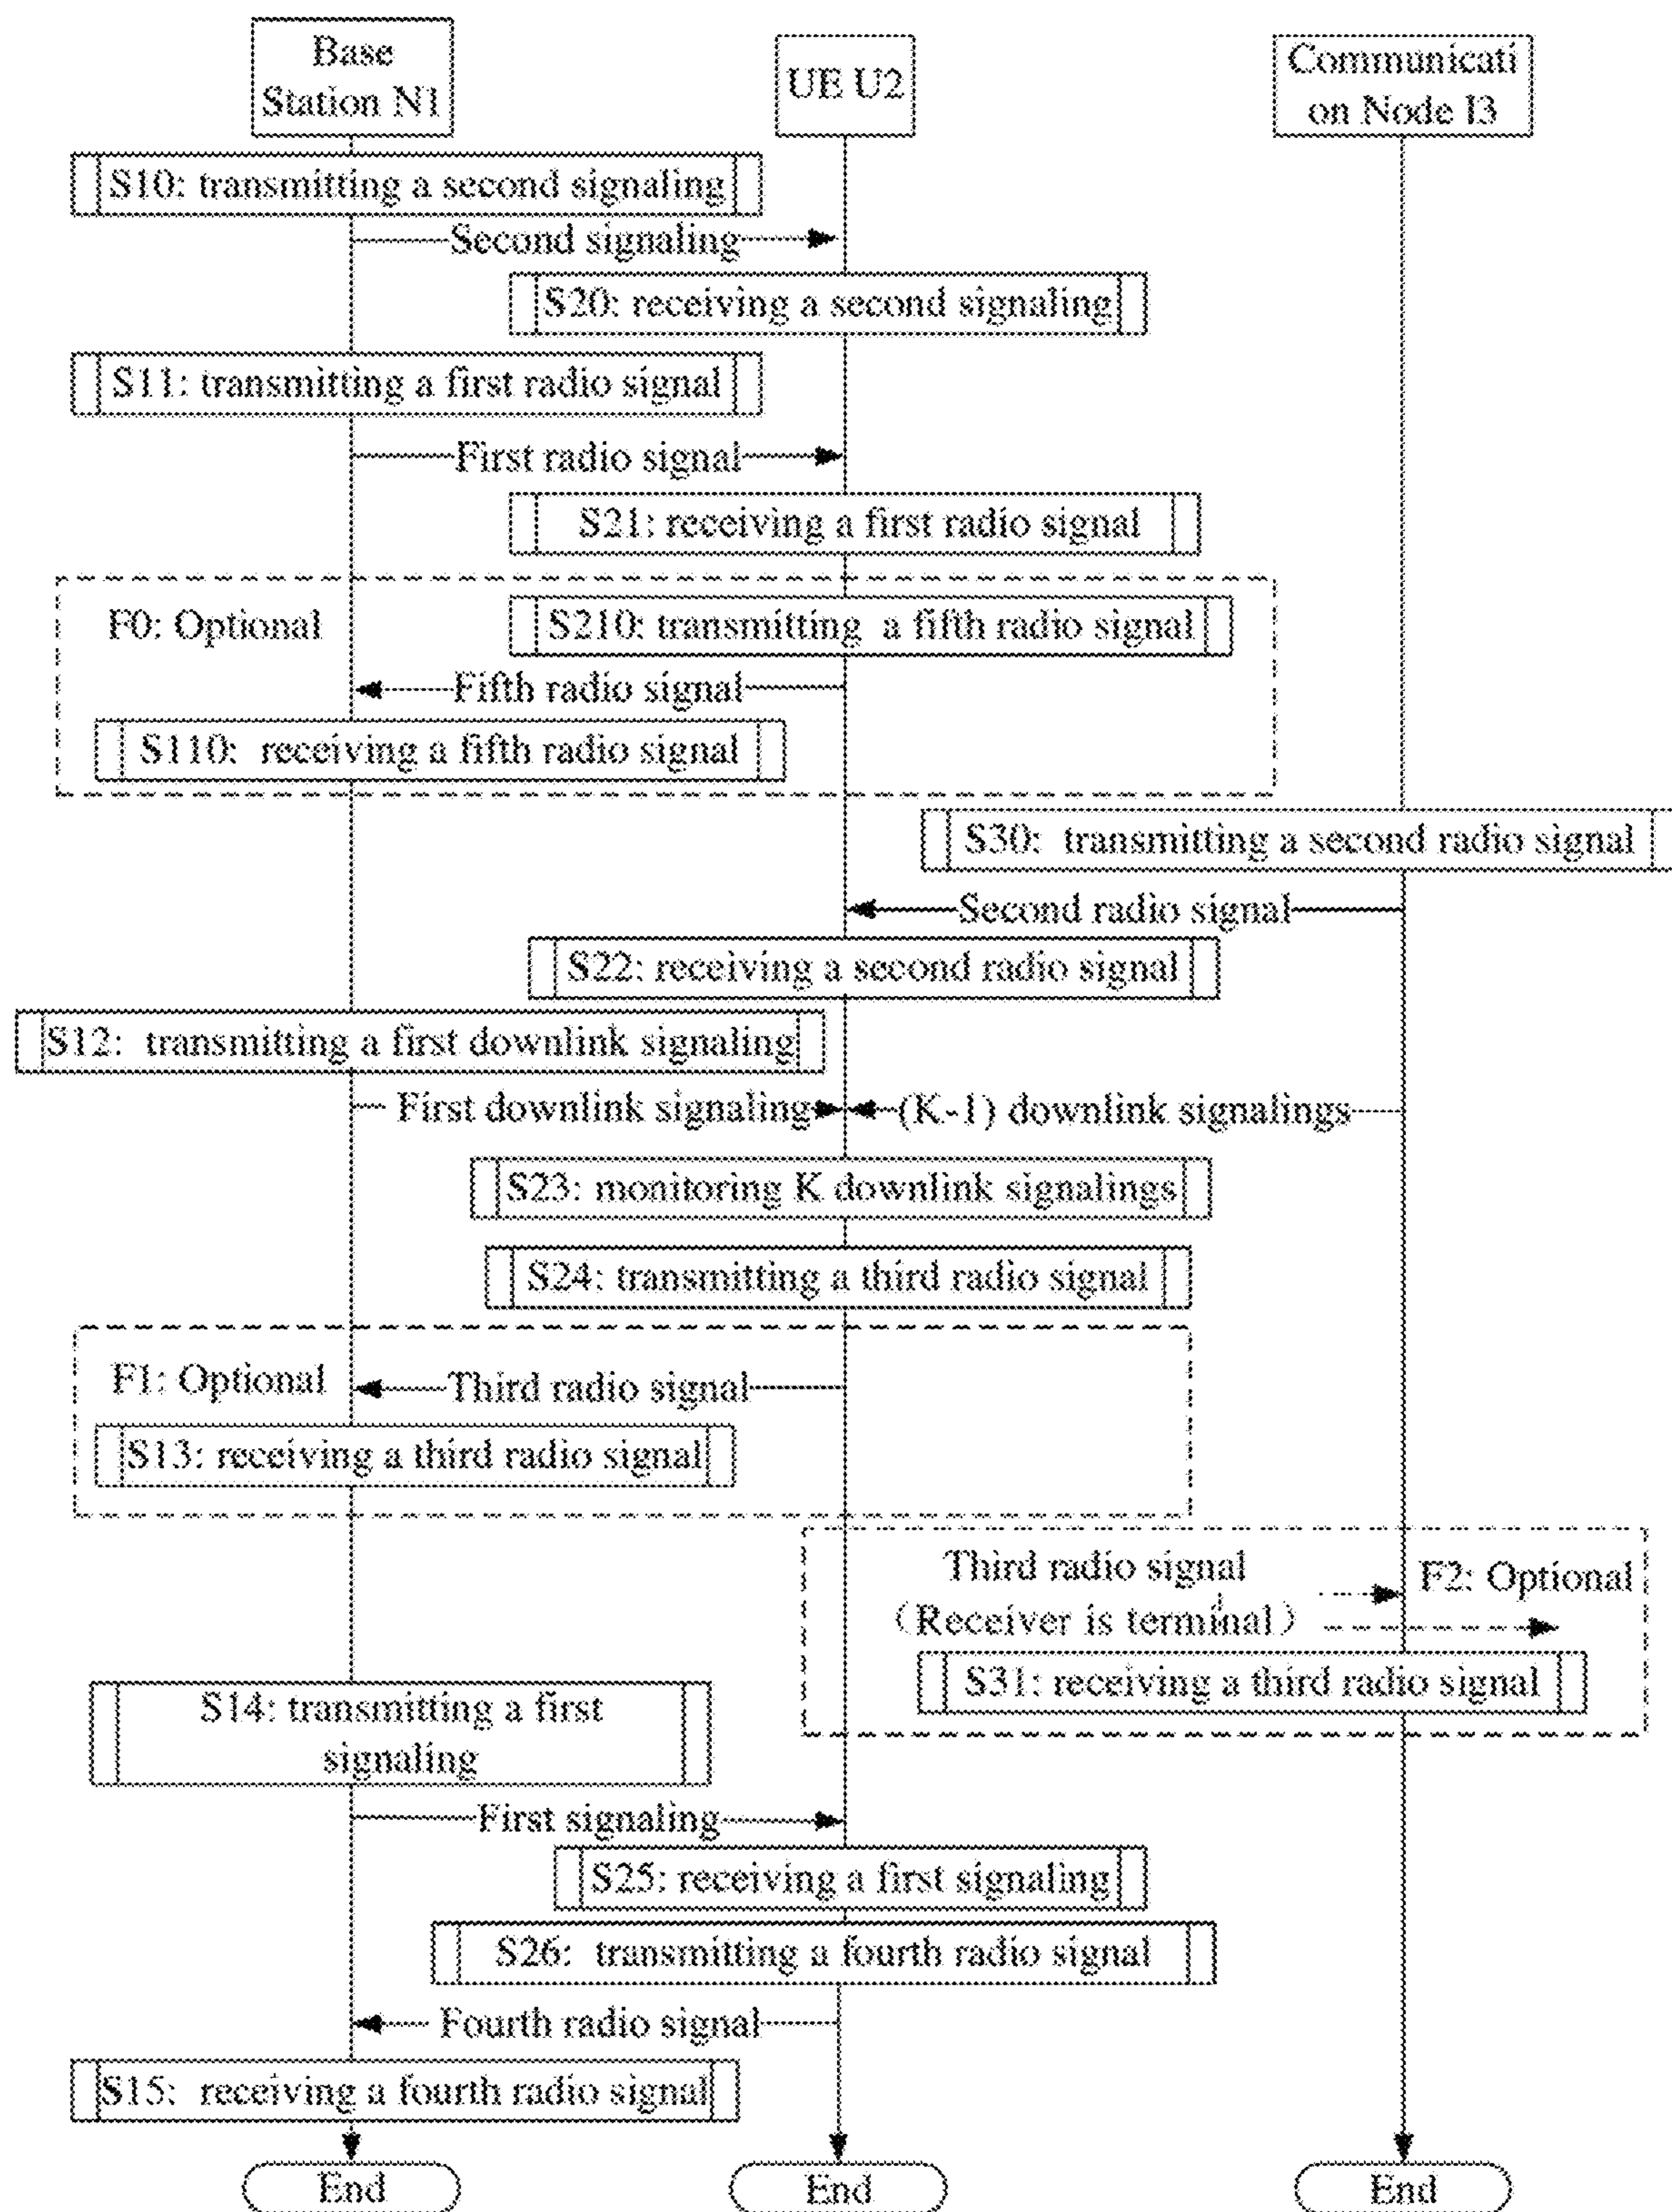 Base
Station N1
UE U2
Communicati
on Node I3
S10: transmitting a second signaling
Second signaling
S20: receiving a second signaling
S11: transmitting a first radio signal
First radio signal
S21: receiving a first radio signal
F0: Optional
S210: transmitting a fifth radio signal
Fifth radio signal
S110: receiving a fifth radio signal
S30: transmitting a second radio signal
Second radio signal
S22: receiving a second radio signal
S12: transmitting a first downlink signaling
First downlink signaling
(K-1) downlink signalings
S23: monitoring K downlink signalings
S24: transmitting a third radio signal
F1: Optional
Third radio signal
S13: receiving a third radio signal
Third radio signal
(Receiver is terminal)
F2: Optional
S31: receiving a third radio signal
S14: transmitting a first
signaling
First signaling
S25: receiving a first signaling
S26: transmitting a fourth radio signal
Fourth radio signal
S15: receiving a fourth radio signal
End
End
End